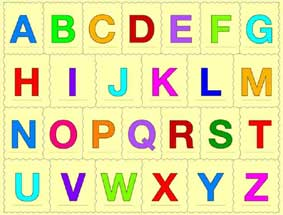 A B C D E F G
H I J K L M
N O P Q R S T
U V W X Y Z